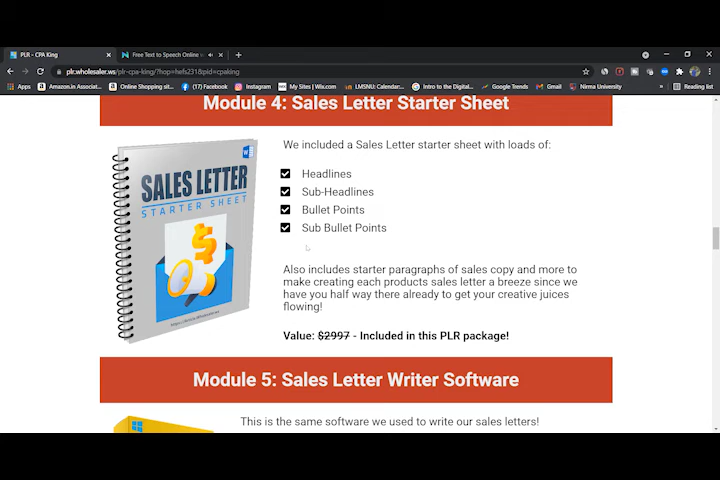 PLR - CPA King
Free Text to Speech Online
plr.wholesaler.ws/plr-cpa-king/?hop=hwfs231&pid=cpaking
Apps
Amazon.in Associat...
Online Shopping sit...
(17) Facebook
Instagram
My Sites | Wix.com
LMSNU: Calendar...
Intro to the Digital...
Google Trends
Gmail
Nirma University
Reading list
Module 4: Sales Letter Starter Sheet
We included a Sales Letter starter sheet with loads of:
Headlines
Sub-Headlines
Bullet Points
Sub Bullet Points
SALES LETTER
STARTER SHEET
Also includes starter paragraphs of sales copy and more to
make creating each products sales letter a breeze since we
have you half way there already to get your creative juices
flowing!
Value: $2997 - Included in this PLR package!
Module 5: Sales Letter Writer Software
This is the same software we used to write our sales letters!